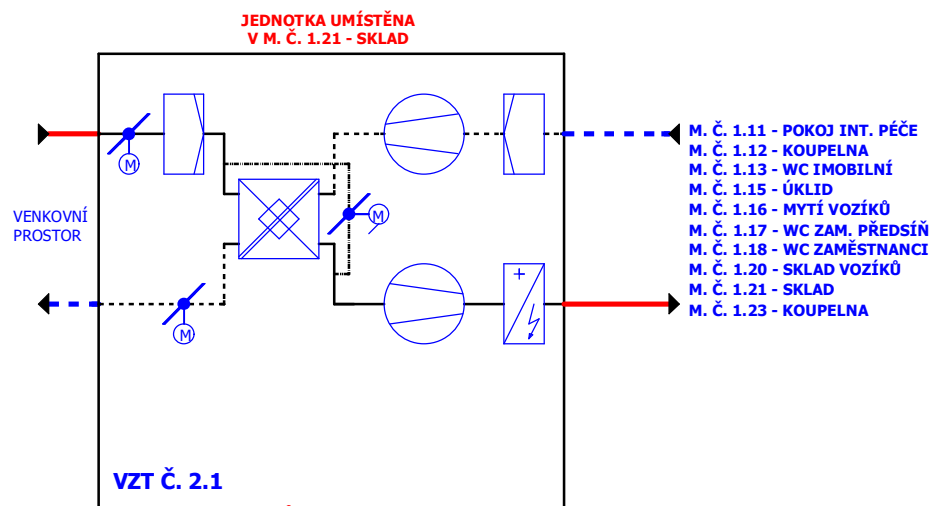 JEDNOTKA UMÍSTĚNA
V M. Č. 1.21 - SKLAD
M
M. Č. 1.11 - POKOJ INT. PÉČE
M. Č. 1.12 - KOUPELNA
M. Č. 1.13 - WC IMOBILNÍ
M. Č. 1.15 - ÚKLID
M. Č. 1.16 - MYTÍ VOZÍKŮ
M. Č. 1.17 - WC ZAM. PŘEDSÍŇ
M. Č. 1.18 - WC ZAMĚSTNANCI
M. Č. 1.20 - SKLAD VOZÍKŮ
M. Č. 1.21 - SKLAD
M. Č. 1.23 - KOUPELNA
VENKOVNÍ
PROSTOR
M
M
+
VZT Č. 2.1